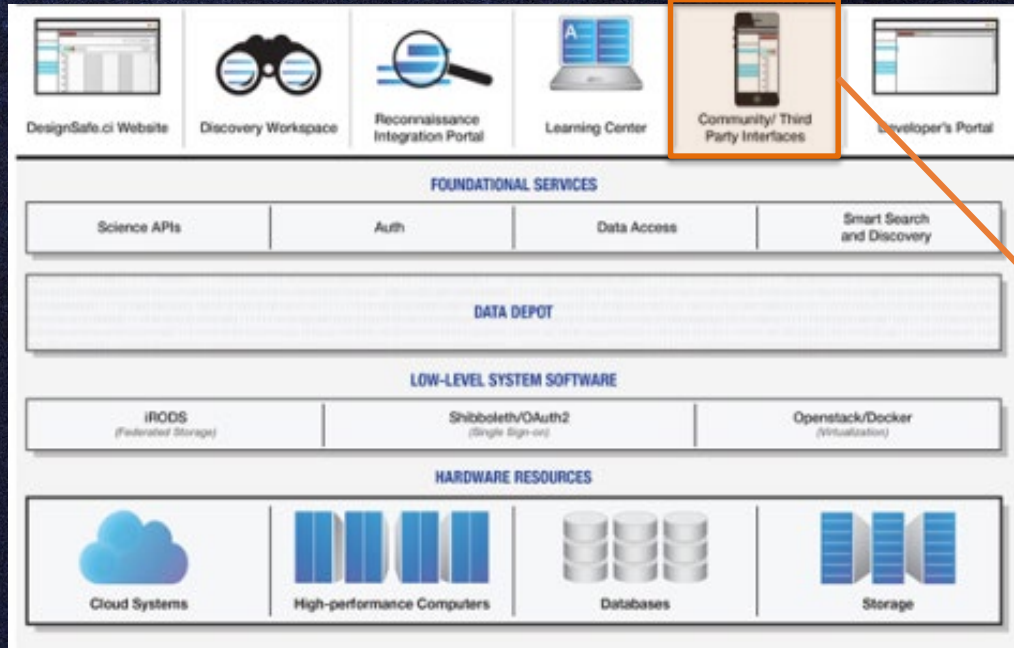 A
DesignSafe.ci Website
Discovery Workspace
Reconnaissance
Integration Portal
Learning Center
Community/ Third
Party Interfaces
Developer's Portal
FOUNDATIONAL SERVICES
Science APIs
Auth
Data Access
Smart Search
and Discovery
DATA DEPOT
LOW-LEVEL SYSTEM SOFTWARE
iRODS
(Federated Storage)
Shibboleth/OAuth2
(Single Sign-on)
Openstack/Docker
(Virtualization)
HARDWARE RESOURCES
Cloud Systems
High-performance Computers
Databases
Storage